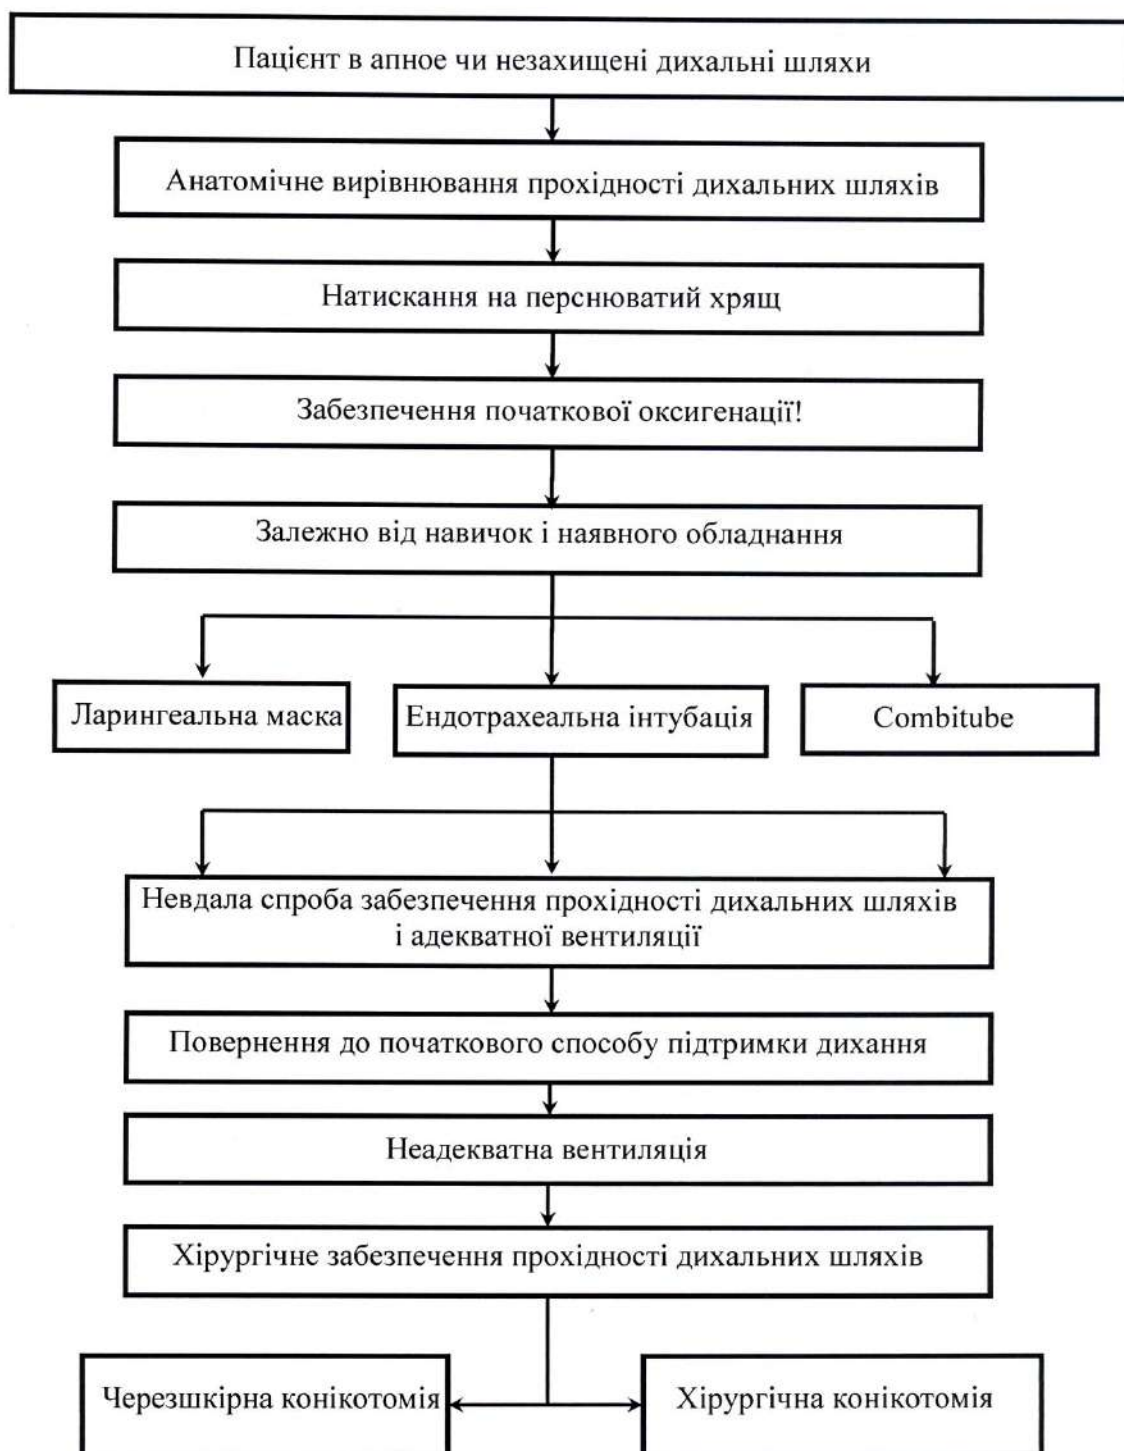 Пацієнт в апное чи незахищені дихальні шляхи
Анатомічне вирівнювання прохідності дихальних шляхів
Натискання на перснюватий хрящ
Забезпечення початкової оксигенації!
Залежно від навичок і наявного обладнання
Ларингеальна маска
Ендотрахеальна інтубація
Combitube
Невдала спроба забезпечення прохідності дихальних шляхів
і адекватної вентиляції
Повернення до початкового способу підтримки дихання
Неадекватна вентиляція
Хірургічне забезпечення прохідності дихальних шляхів
Черезшкірна конікотомія
Хірургічна конікотомія